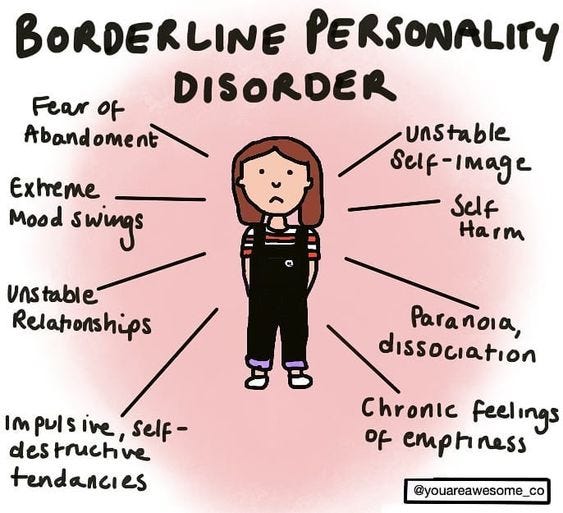 BORDERLINE PERSONALITY
DISORDER
Fear of
Abandoment
Extreme
Mood swings
Unstable
Relationships
Impulsive, self-
destructive
tendancies
Unstable
Self-Image
Self
Harm
Paranoia,
dissociation
Chronic feelings
of emptiness
@youareawesome_co